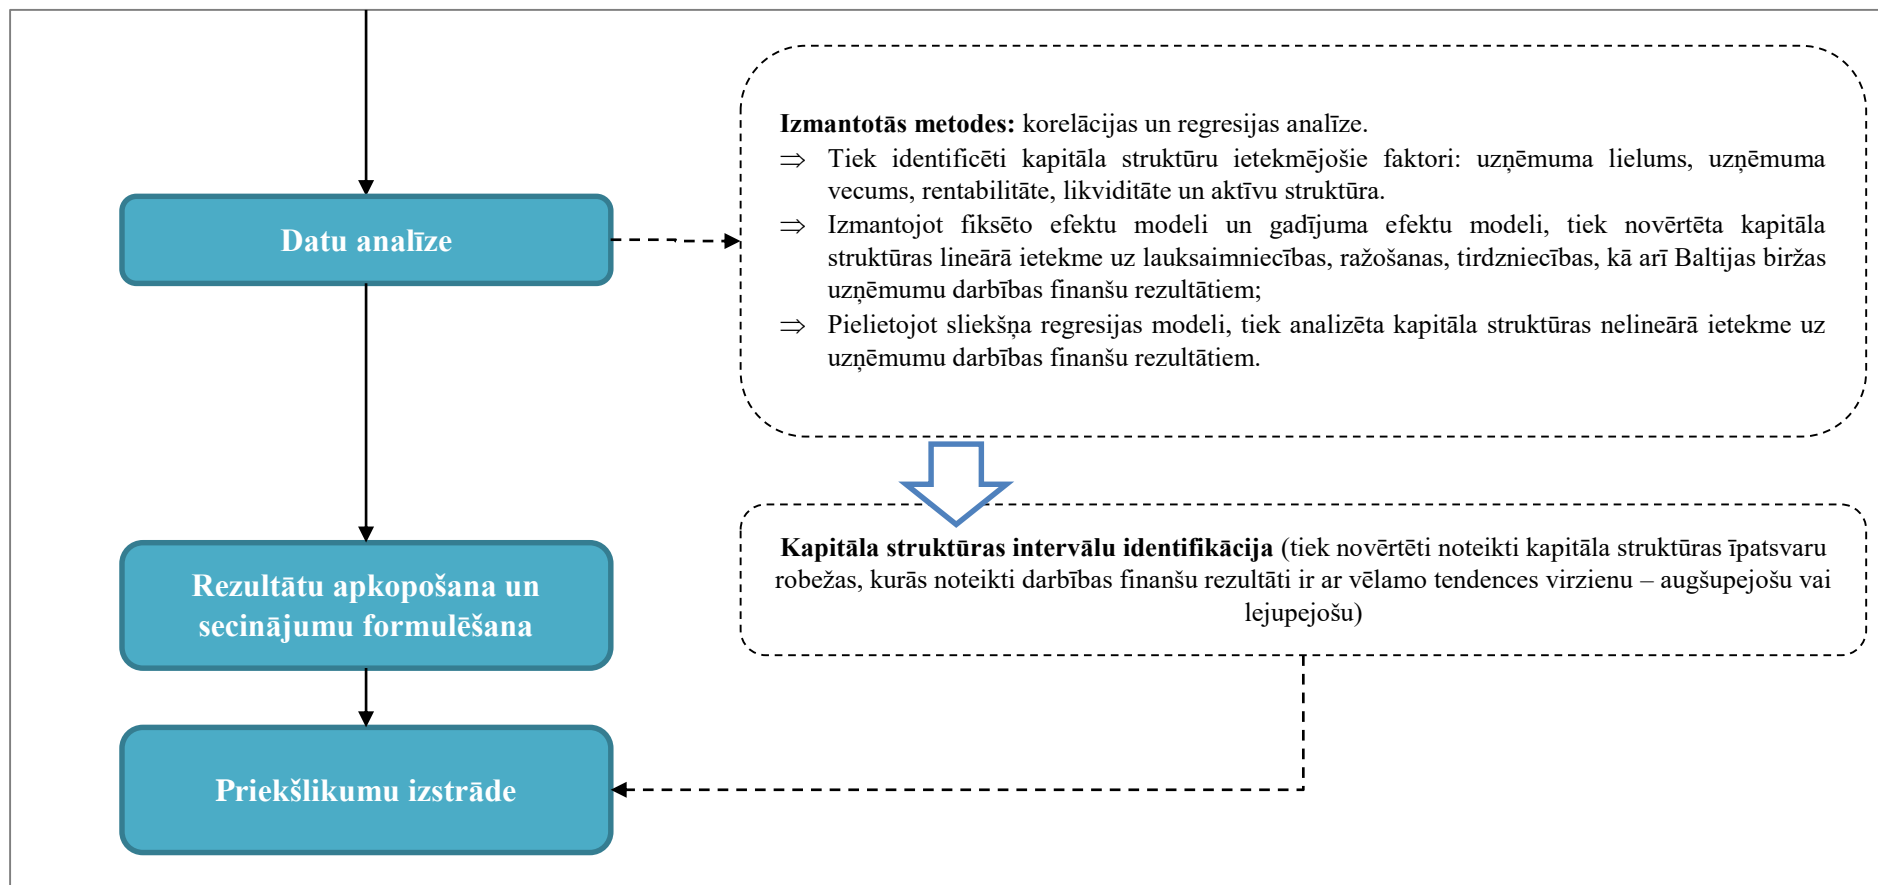 Izmantotās metodes: korelācijas un regresijas analīze.
⇒ Tiek identificēti kapitāla struktūru ietekmējošie faktori: uzņēmuma lielums, uzņēmuma
vecums, rentabilitāte, likviditāte un aktīvu struktūra.
⇒ Izmantojot fiksēto efektu modeli un gadījuma efektu modeli, tiek novērtēta kapitāla
struktūras lineārā ietekme uz lauksaimniecības, ražošanas, tirdzniecības, kā arī Baltijas biržas
uzņēmumu darbības finanšu rezultātiem;
⇒ Pielietojot sliekšņa regresijas modeli, tiek analizēta kapitāla struktūras nelineārā ietekme uz
uzņēmumu darbības finanšu rezultātiem.
Datu analīze
Kapitāla struktūras intervālu identifikācija (tiek novērtēti noteikti kapitāla struktūras īpatsvaru
robežas, kurās noteikti darbības finanšu rezultāti ir ar vēlamo tendences virzienu – augšupejošu vai
lejupejošu)
Rezultātu apkopošana un
secinājumu formulēšana
Priekšlikumu izstrāde